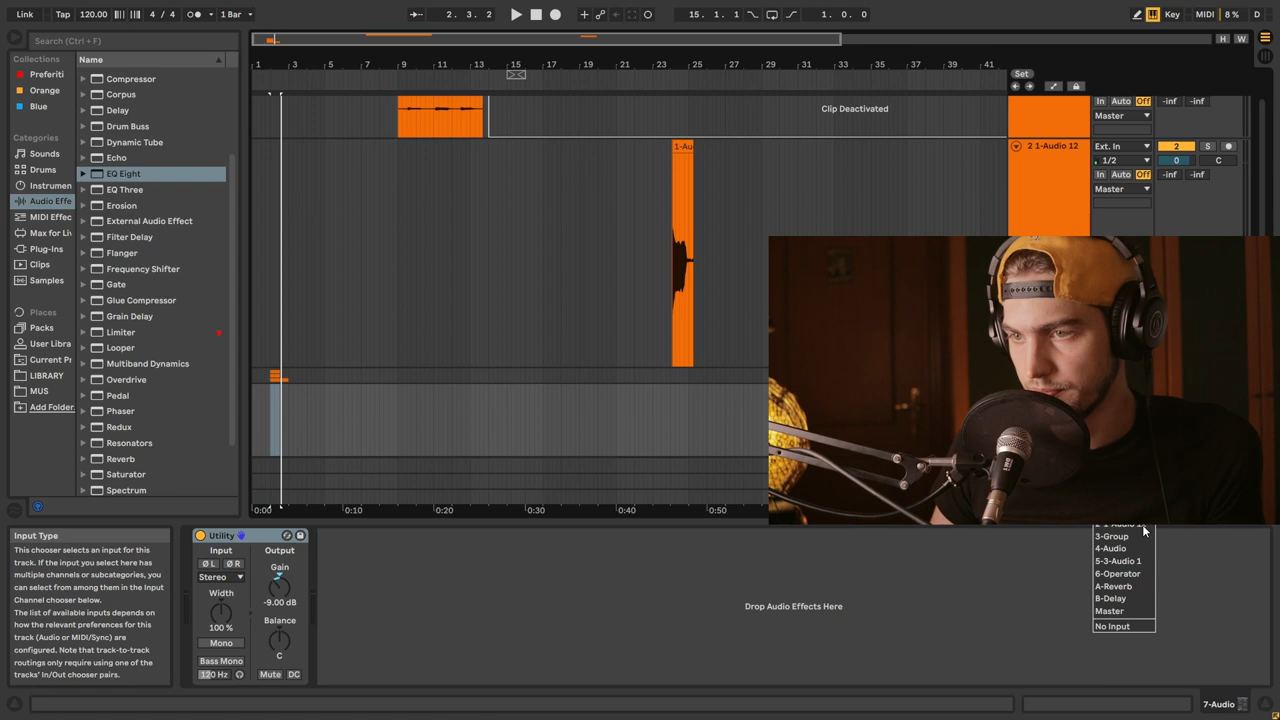 Link Tap 120.00 4 / 4 1 Bar 2. 3. 2 15. 1. 1 1. 0. 0 Key MIDI 8 % D
Search (Ctrl + F)
H W
Collections
Preferiti
Orange
Blue
Categories
Sounds
Drums
Instrumen
Audio Effe
MIDI Effec
Max for Liv
Plug-Ins
Clips
Samples
Places
Packs
User Libra
Current Pr
LIBRARY
MUS
Add Folder
Name
Compressor
Corpus
Delay
Drum Buss
Dynamic Tube
Echo
EQ Eight
EQ Three
Erosion
External Audio Effect
Filter Delay
Flanger
Frequency Shifter
Gate
Glue Compressor
Grain Delay
Limiter
Looper
Multiband Dynamics
Overdrive
Pedal
Phaser
Redux
Resonators
Reverb
Saturator
Spectrum
1 3 5 7 9 11 13 15 17 19 21 23 25 27 29 31 33 35 37 39 41
Set
Clip Deactivated
In Auto Off -inf -inf
Master
1-Au
2 1-Audio 12 Ext. In 2 S
1/2 0 C
In Auto Off -inf -inf
Master
0:00 0:10 0:20 0:30 0:40 0:50
Input Type
This chooser selects an input for this
track. If the input you select here has
multiple channels or subcategories, you
can select from among them in the Input
Channel chooser below.
The list of available inputs depends on
how the relevant preferences for this
track (Audio or MIDI/Sync) are
configured. Note that track-to-track
routings only require using one of the
tracks' In/Out chooser pairs.
Utility
Input Output
Ø L Ø R Gain
Stereo
Width -9.00 dB
Balance
100 %
Mono C
Bass Mono
120 Hz Mute DC
Drop Audio Effects Here
3-Group
4-Audio
5-3-Audio 1
6-Operator
A-Reverb
B-Delay
Master
No Input
7-Audio